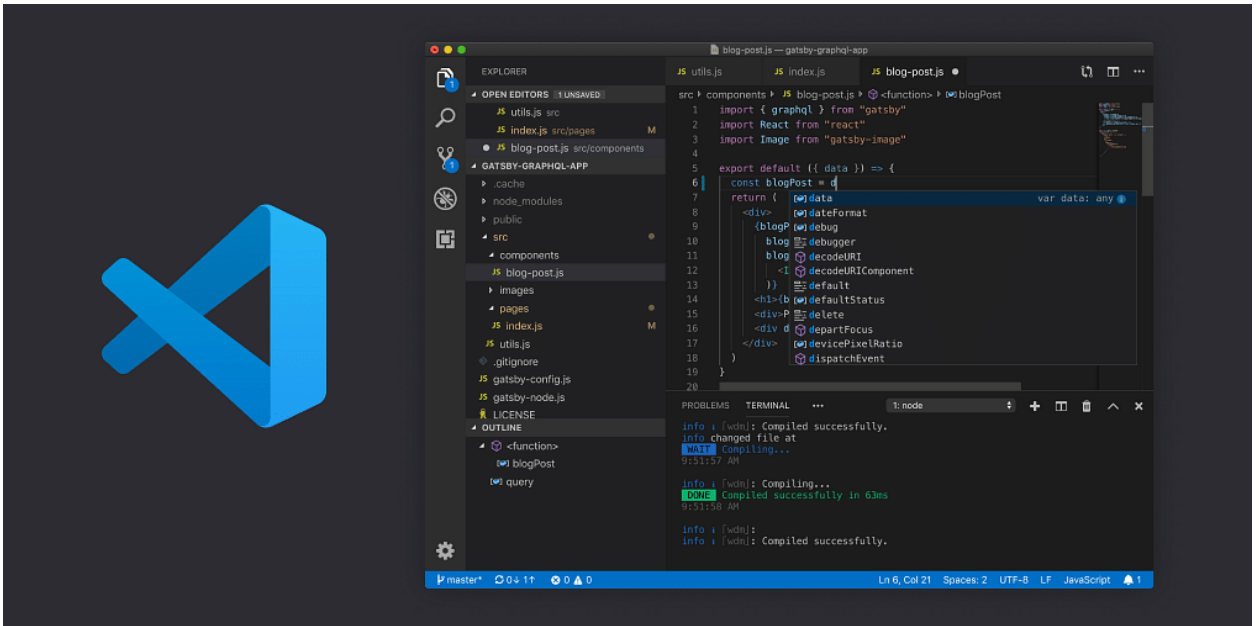 blog-post.js — gatsby-graphql-app
EXPLORER
OPEN EDITORS 1 UNSAVED
JS utils.js src
JS index.js src/pages M
JS blog-post.js src/components
GATSBY-GRAPHQL-APP
.cache
node_modules
public
src
components
JS blog-post.js
images
pages
JS index.js M
JS utils.js
.gitignore
JS gatsby-config.js
JS gatsby-node.js
LICENSE
OUTLINE
<function>
blogPost
query
1
1
JS utils.js JS index.js JS blog-post.js
src components JS blog-post.js <function> blogPost
1 import { graphql } from "gatsby"
2 import React from "react"
3 import Image from "gatsby-image"
4
5 export default ({ data }) => {
6 const blogPost = d
7 return (
8 <div>
9 {blogP
10 blog
11 blog
12 <I
13 )}
14 <h1>{b
15 <div>P
16 <div d
17 </div>
18 )
19 }
20
data var data: any
dateFormat
debug
debugger
decodeURI
decodeURIComponent
default
defaultStatus
delete
departFocus
devicePixelRatio
dispatchEvent
PROBLEMS TERMINAL ••• 1: node
info ↓ [wdm]: Compiled successfully.
info changed file at
WAIT Compiling...
9:51:57 AM
info ↓ [wdm]: Compiling...
DONE Compiled successfully in 63ms
9:51:58 AM
info ↓ [wdm]:
info ↓ [wdm]: Compiled successfully.
master* 0↓ 1↑ 0 0 Ln 6, Col 21 Spaces: 2 UTF-8 LF JavaScript 1